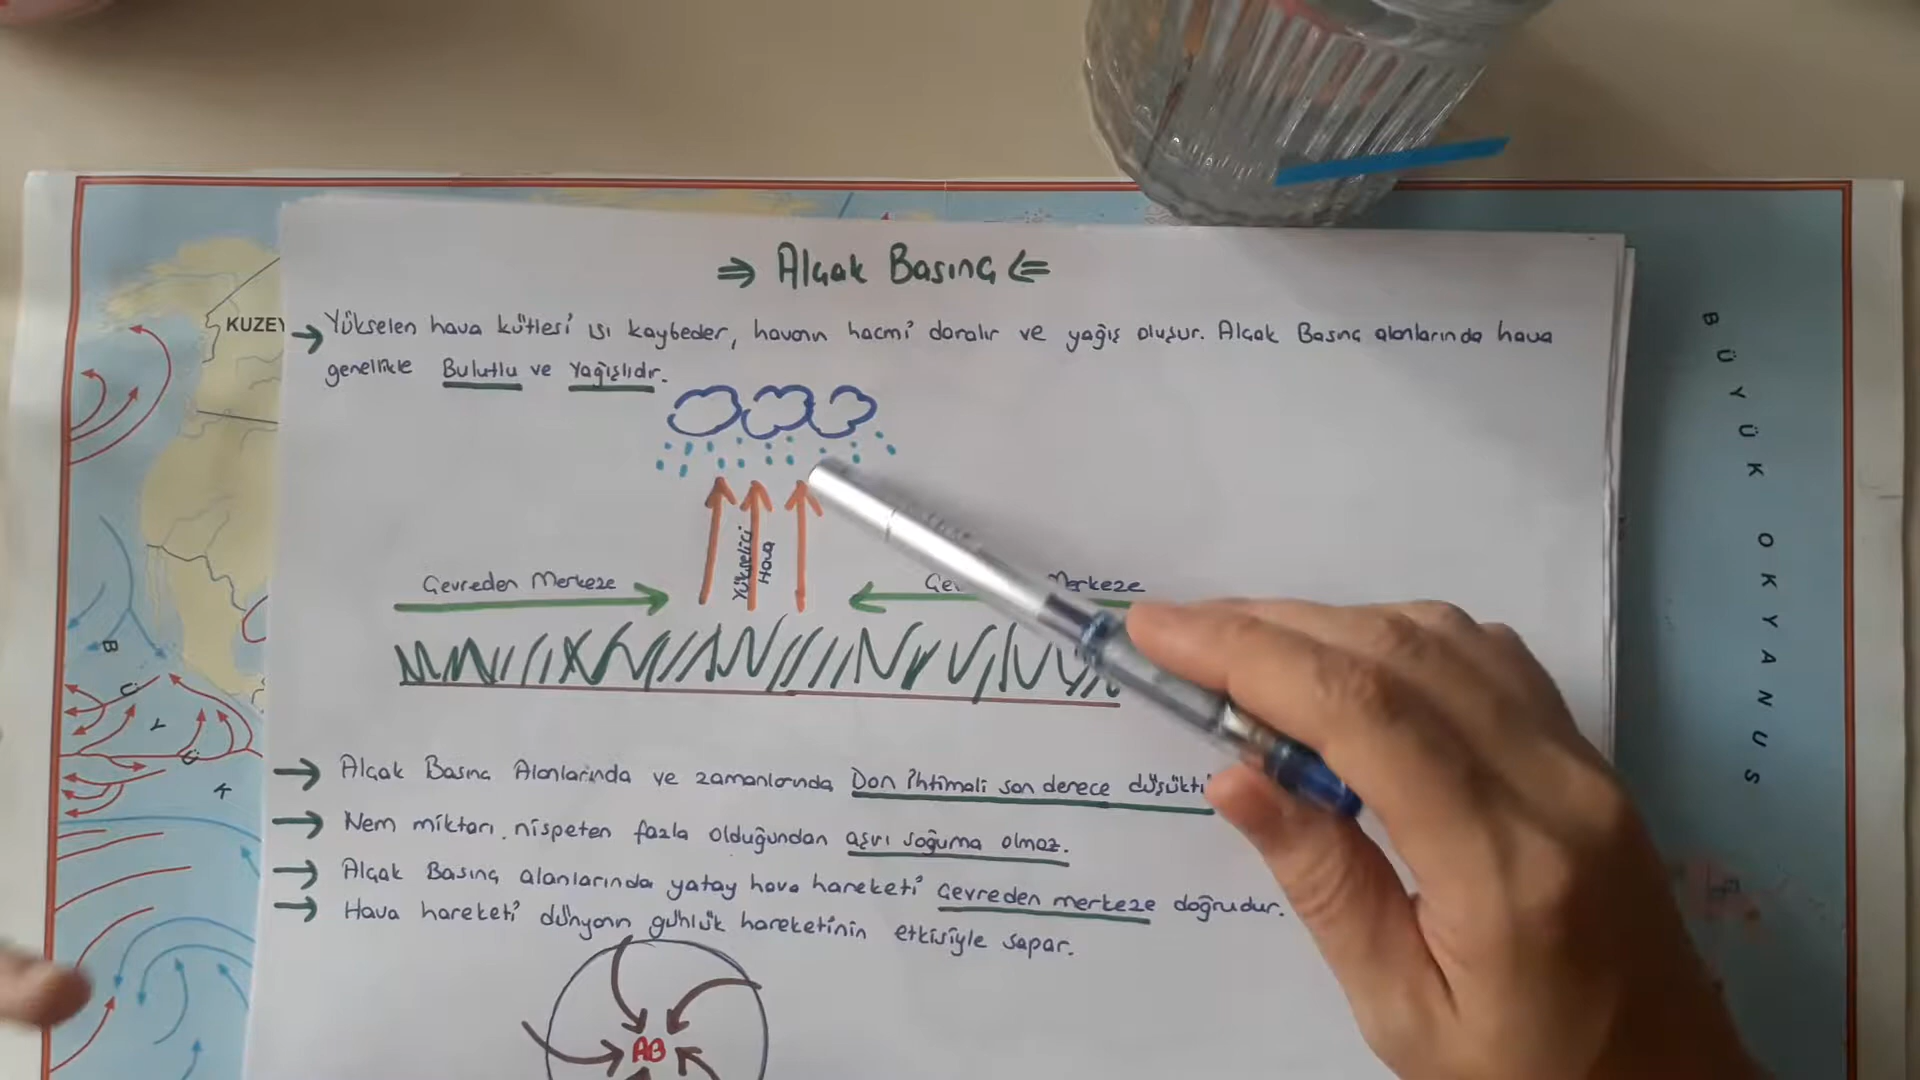 ⇒ Alçak Basınç ⇐
→ Yükselen hava kütlesi ısı kaybeder, havanın hacmi daralır ve yağış oluşur. Alçak Basınç alanlarında hava
genellikle Bulutlu ve Yağışlıdır.
Yükselici
Hava
Çevreden Merkeze
Merkeze
→ Alçak Basınç Alanlarında ve zamanlarında Don ihtimali son derece
→ Nem miktarı nispeten fazla olduğundan aşırı soğuma olmaz.
→ Alçak Basınç alanlarında yatay hava hareketi Çevreden merkeze doğrudur.
→ Hava hareketi dünyanın günlük hareketinin etkisiyle sapar.
AB
KUZEY
B Ü Y Ü K
BÜYÜK OKYANUS